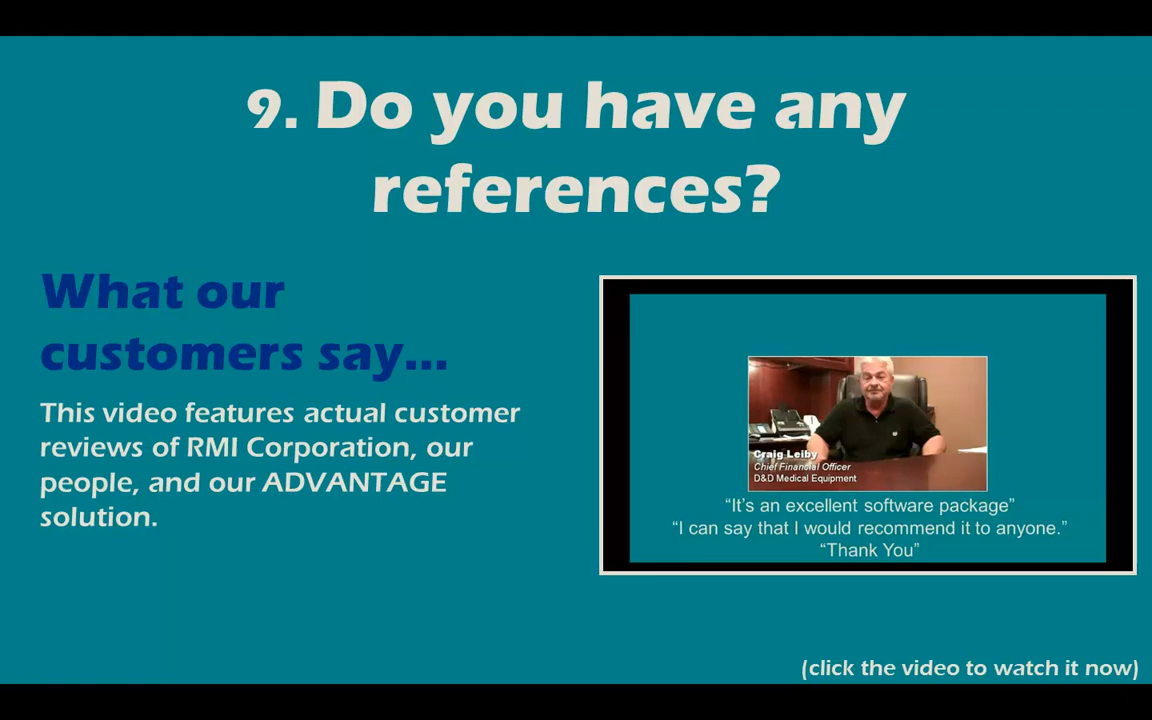 9. Do you have any
references?
What our
customers say...
This video features actual customer
reviews of RMI Corporation, our
people, and our ADVANTAGE
solution.
Craig Leiby
Chief Financial Officer
D&D Medical Equipment
“It’s an excellent software package”
“I can say that I would recommend it to anyone.”
“Thank You”
(click the video to watch it now)